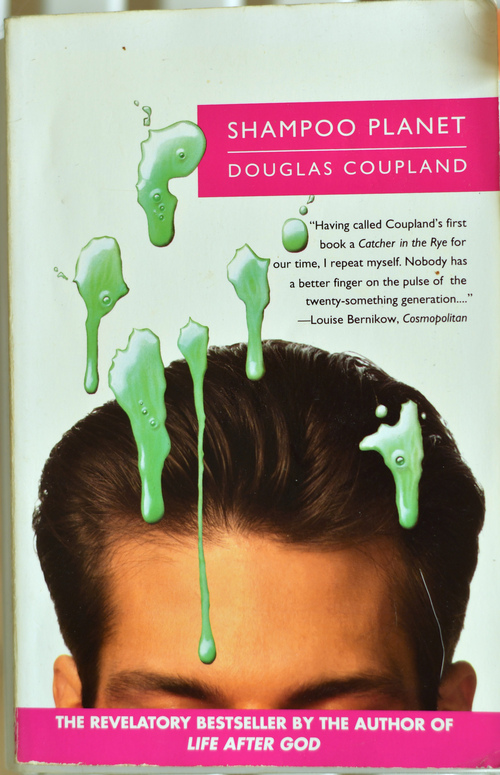 SHAMPOO PLANET
DOUGLAS COUPLAND
"Having called Coupland's first
book a Catcher in the Rye for
our time, I repeat myself. Nobody has
a better finger on the pulse of the
twenty-something generation...."
—Louise Bernikow, Cosmopolitan
THE REVELATORY BESTSELLER BY THE AUTHOR OF
LIFE AFTER GOD